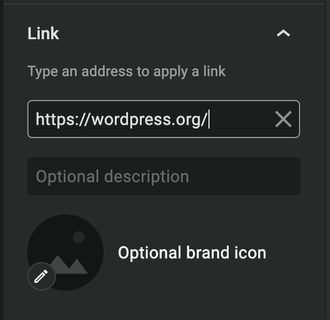 Link
Type an address to apply a link
https://wordpress.org/
Optional description
Optional brand icon